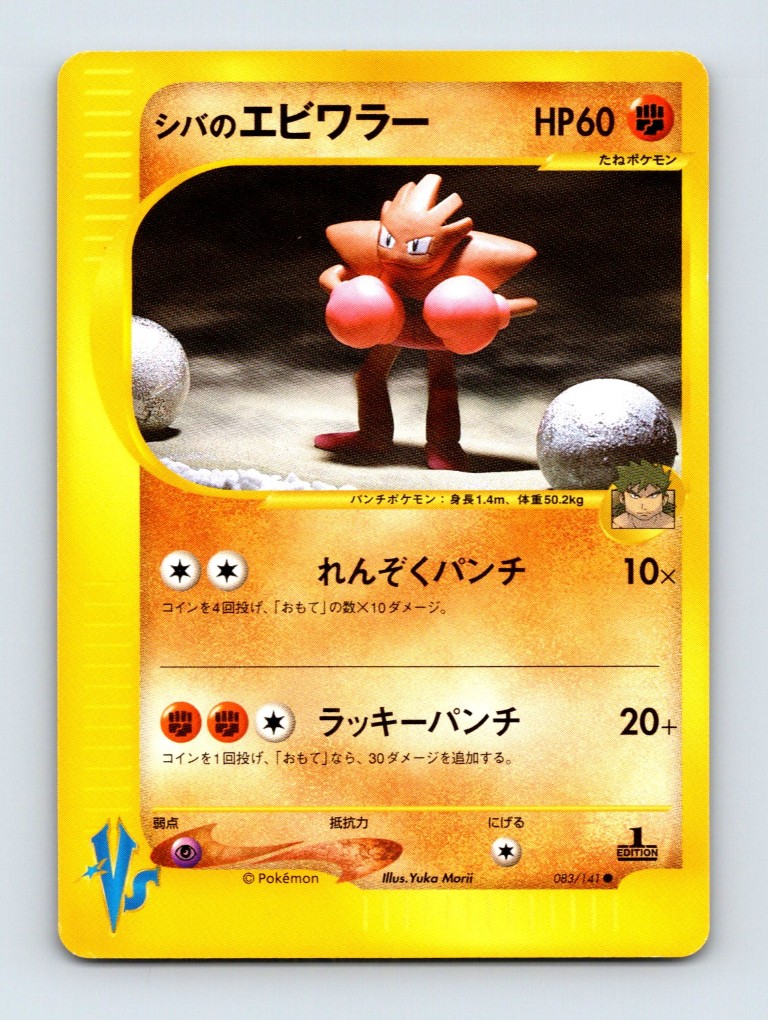 シバのエビワラー HP60
たねポケモン
パンチポケモン：身長1.4m、体重50.2kg
れんぞくパンチ 10×
コインを4回投げ、「おもて」の数×10ダメージ。
ラッキーパンチ 20+
コインを1回投げ、「おもて」なら、30ダメージを追加する。
弱点 抵抗力 にげる
1
EDITION
VS
©Pokémon Illus.Yuka Morii 083/141●